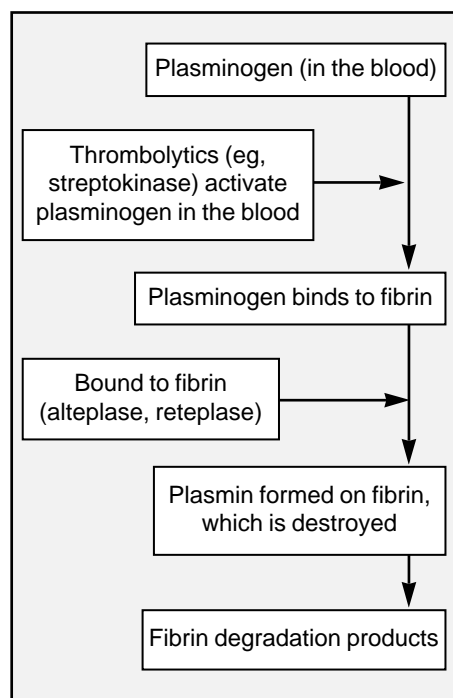 Plasminogen (in the blood)
Thrombolytics (eg,
streptokinase) activate
plasminogen in the blood
Plasminogen binds to fibrin
Bound to fibrin
(alteplase, reteplase)
Plasmin formed on fibrin,
which is destroyed
Fibrin degradation products